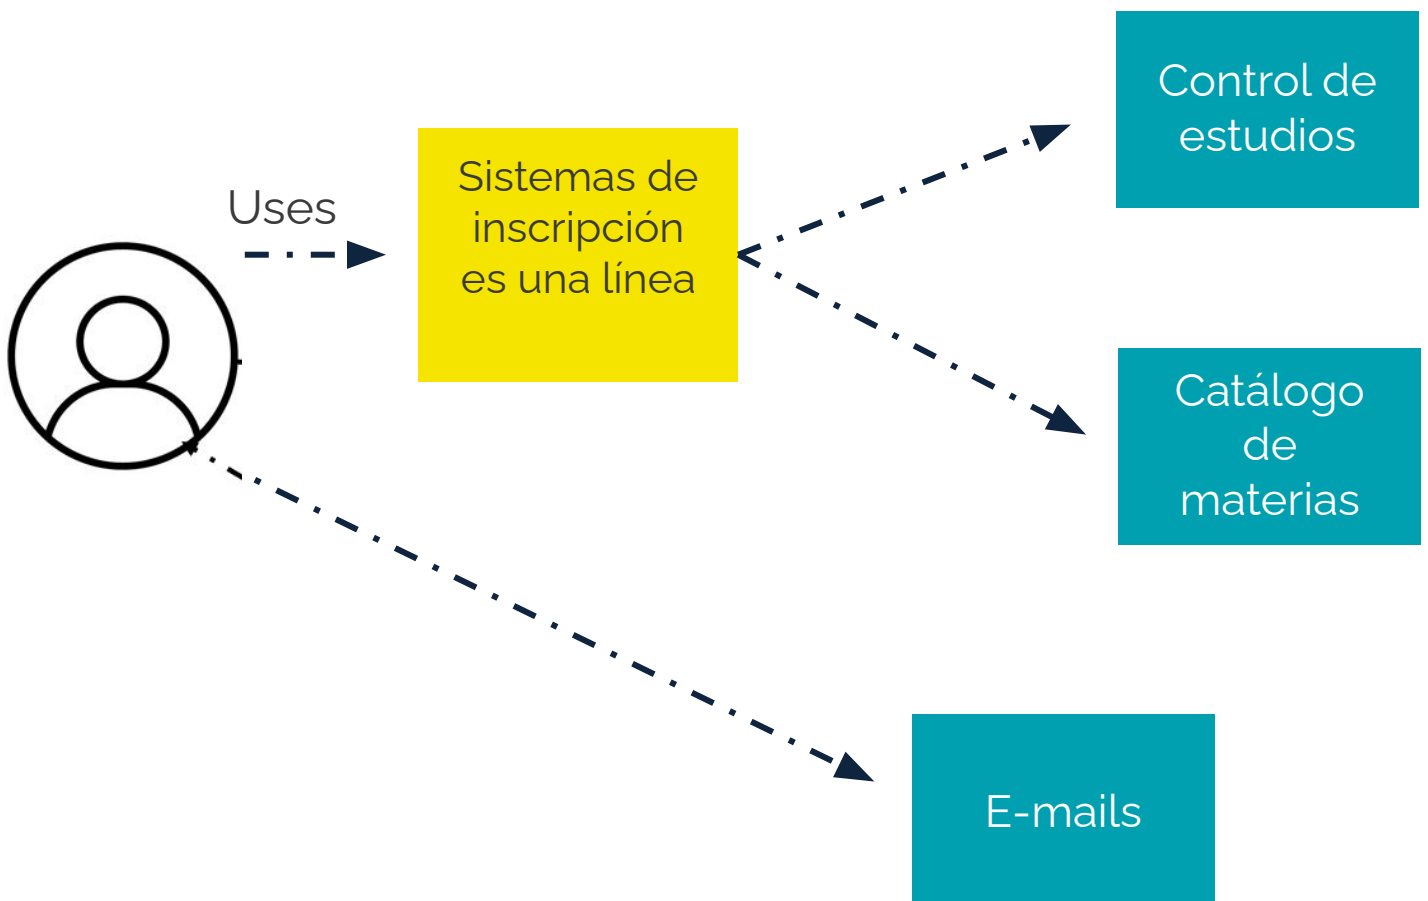 Uses
Sistemas de
inscripción
es una línea
Control de
estudios
Catálogo
de
materias
E-mails